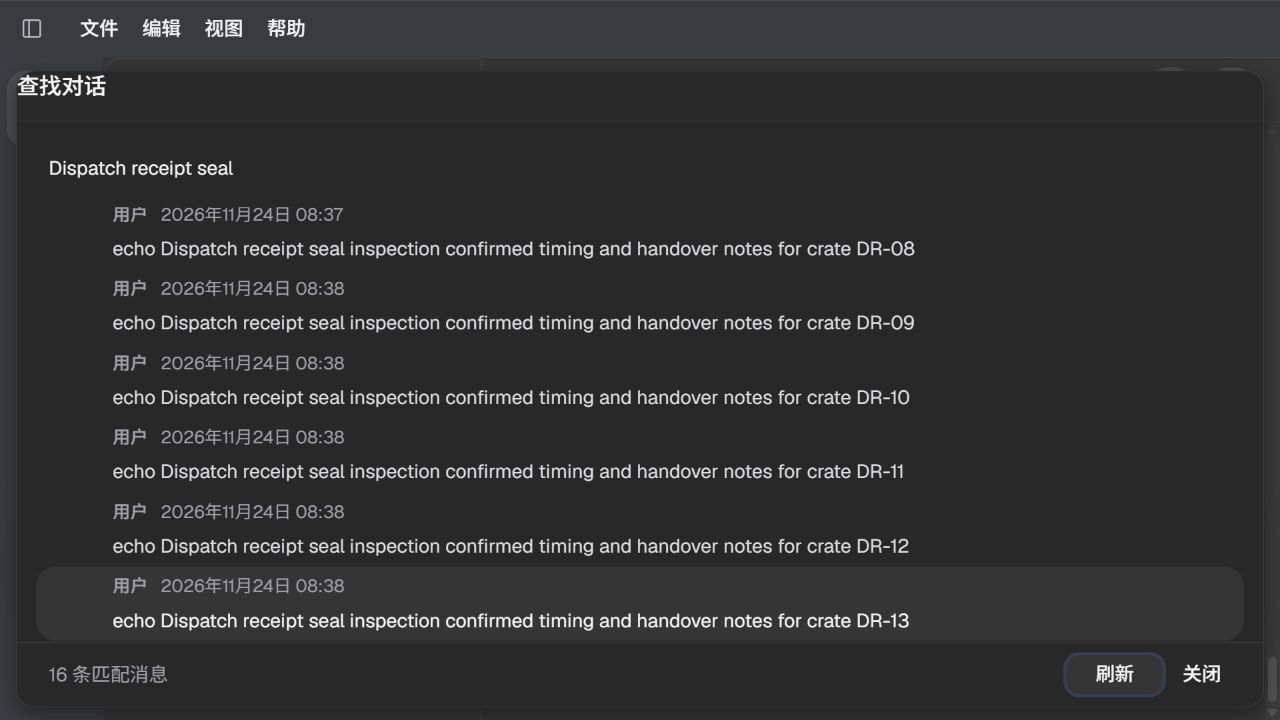 文件 编辑 视图 帮助
查找对话
Dispatch receipt seal
用户 2026年11月24日 08:37
echo Dispatch receipt seal inspection confirmed timing and handover notes for crate DR-08
用户 2026年11月24日 08:38
echo Dispatch receipt seal inspection confirmed timing and handover notes for crate DR-09
用户 2026年11月24日 08:38
echo Dispatch receipt seal inspection confirmed timing and handover notes for crate DR-10
用户 2026年11月24日 08:38
echo Dispatch receipt seal inspection confirmed timing and handover notes for crate DR-11
用户 2026年11月24日 08:38
echo Dispatch receipt seal inspection confirmed timing and handover notes for crate DR-12
用户 2026年11月24日 08:38
echo Dispatch receipt seal inspection confirmed timing and handover notes for crate DR-13
16 条匹配消息 刷新 关闭